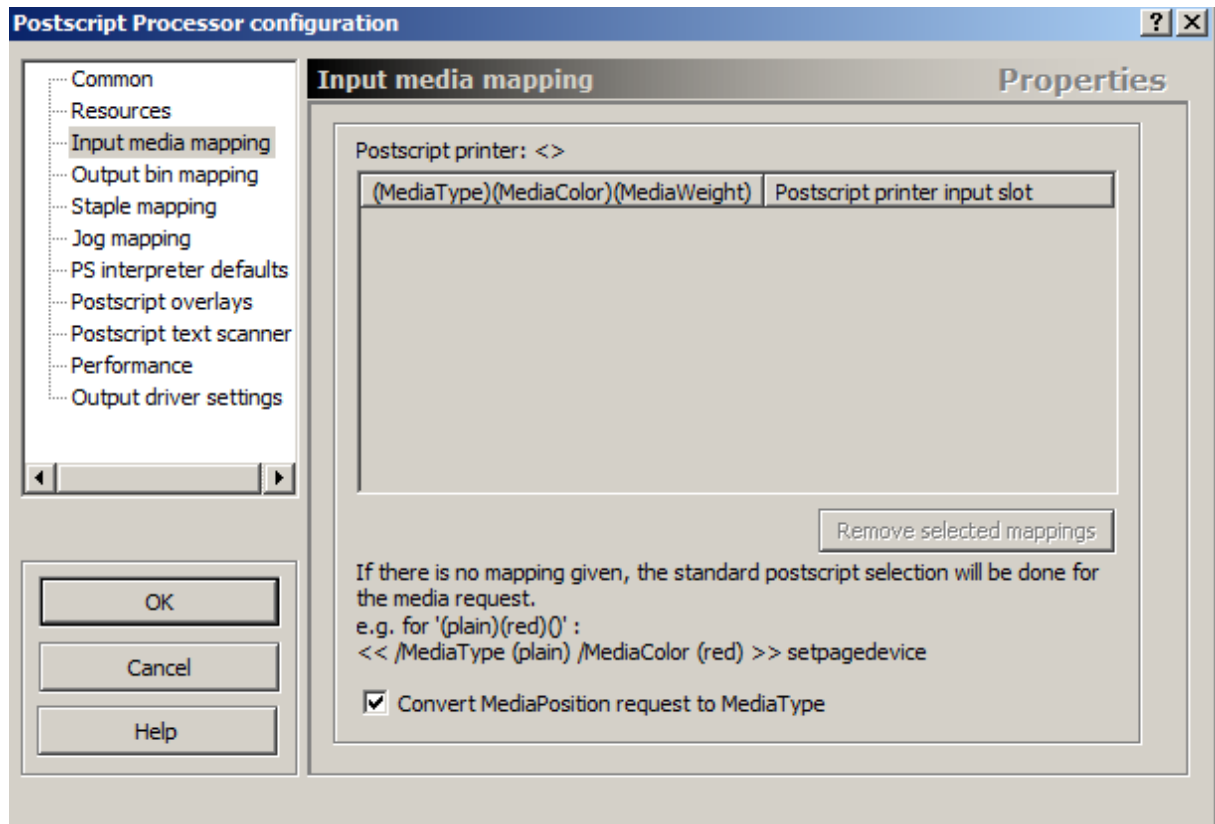 Postscript Processor configuration
Common
Resources
Input media mapping
Output bin mapping
Staple mapping
Jog mapping
PS interpreter defaults
Postscript overlays
Postscript text scanner
Performance
Output driver settings
OK
Cancel
Help
Input media mapping Properties
Postscript printer: <>
(MediaType)(MediaColor)(MediaWeight) Postscript printer input slot
Remove selected mappings
If there is no mapping given, the standard postscript selection will be done for
the media request.
e.g. for '(plain)(red)()' :
<< /MediaType (plain) /MediaColor (red) >> setpagedevice
Convert MediaPosition request to MediaType